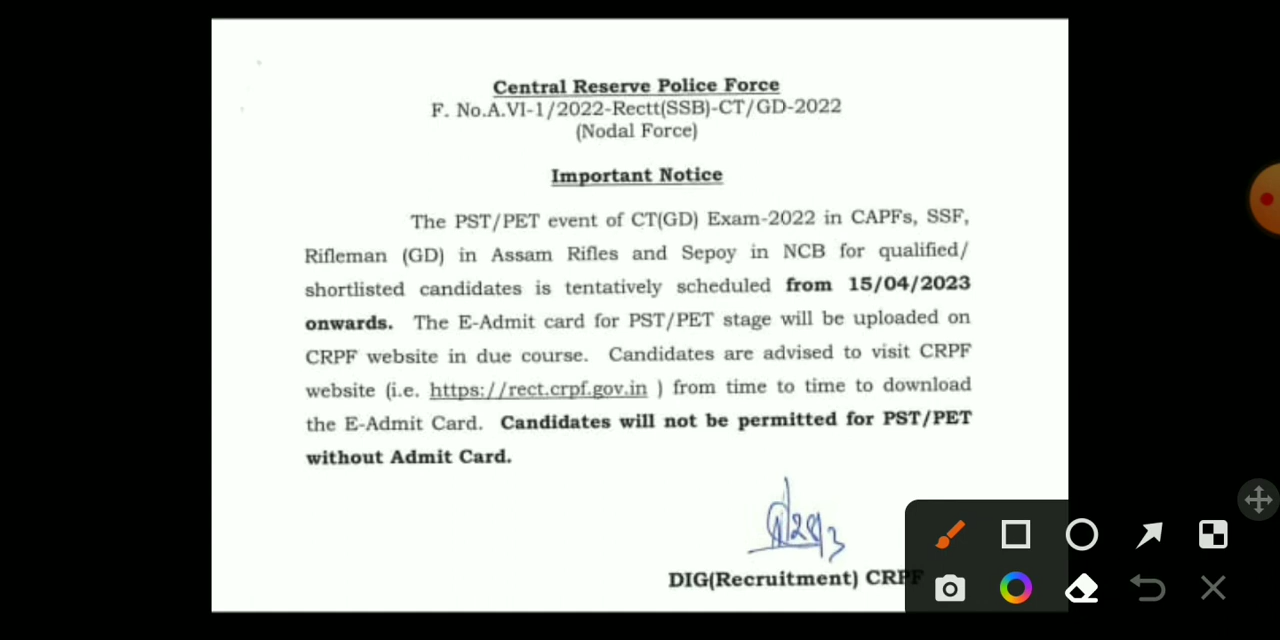 Central Reserve Police Force
F. No.A.VI-1/2022-Rectt(SSB)-CT/GD-2022
(Nodal Force)
Important Notice
The PST/PET event of CT(GD) Exam-2022 in CAPFs, SSF,
Rifleman (GD) in Assam Rifles and Sepoy in NCB for qualified/
shortlisted candidates is tentatively scheduled from 15/04/2023
onwards. The E-Admit card for PST/PET stage will be uploaded on
CRPF website in due course. Candidates are advised to visit CRPF
website (i.e. https://rect.crpf.gov.in ) from time to time to download
the E-Admit Card. Candidates will not be permitted for PST/PET
without Admit Card.
DIG(Recruitment) CRPF